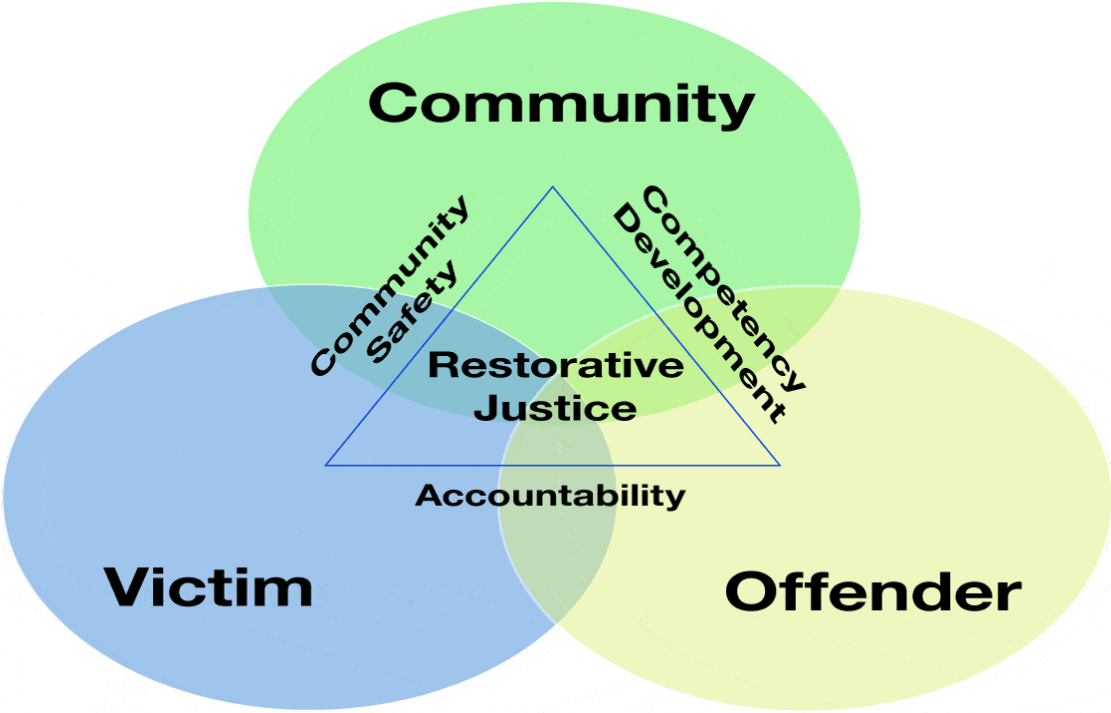 Community
Community
Safety
Competency
Development
Restorative
Justice
Accountability
Victim
Offender